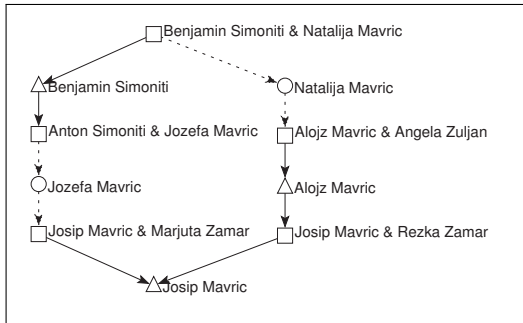 Benjamin Simoniti & Natalija Mavric
Benjamin Simoniti
Natalija Mavric
Anton Simoniti & Jozefa Mavric
Alojz Mavric & Angela Zuljan
Jozefa Mavric
Alojz Mavric
Josip Mavric & Marjuta Zamar
Josip Mavric & Rezka Zamar
Josip Mavric